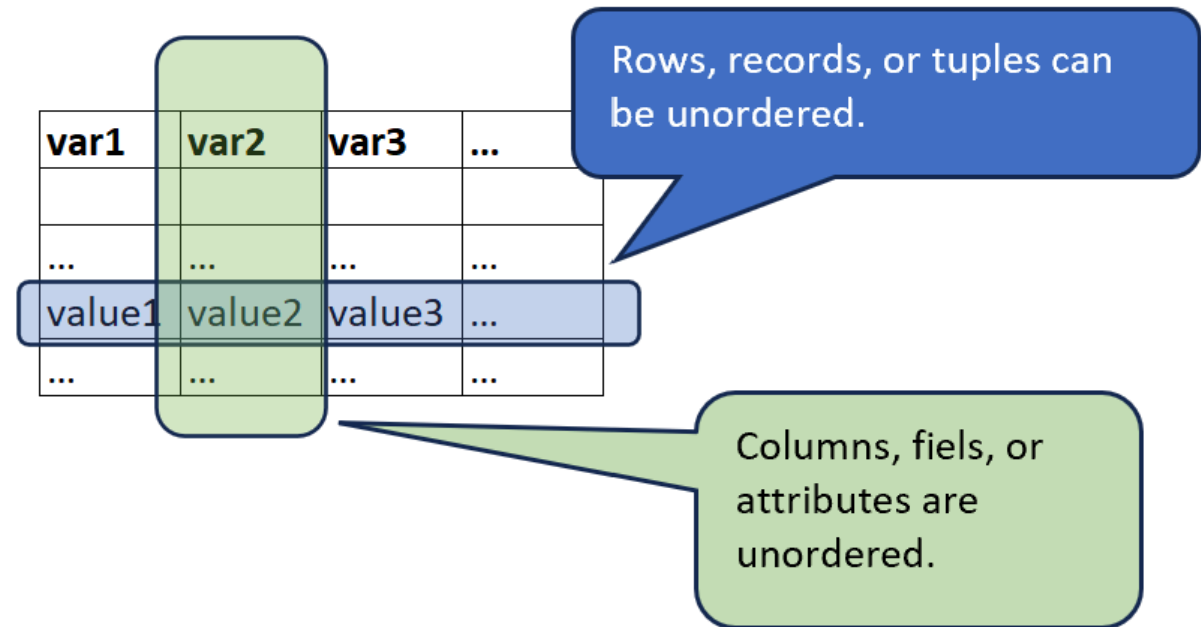 Rows, records, or tuples can
be unordered.
var1 var2 var3 ...
... ... ... ...
value1 value2 value3 ...
... ... ... ...
Columns, fiels, or
attributes are
unordered.